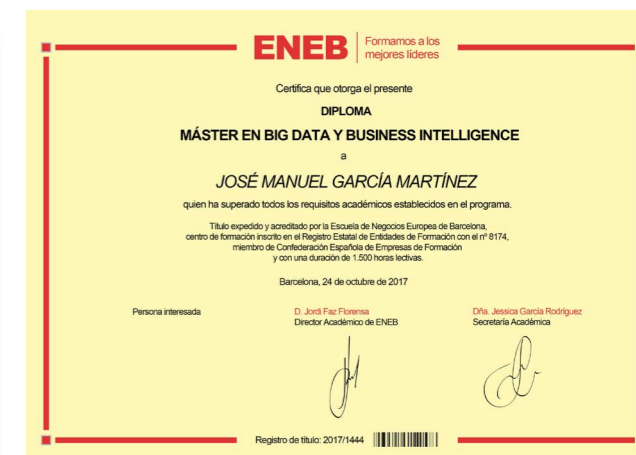 ENEB
Formamos a los
mejores líderes
Certifica que otorga el presente
DIPLOMA
MÁSTER EN BIG DATA Y BUSINESS INTELLIGENCE
a
JOSÉ MANUEL GARCÍA MARTÍNEZ
quien ha superado todos los requisitos académicos establecidos en el programa.
Título expedido y acreditado por la Escuela de Negocios Europea de Barcelona,
centro de formación inscrito en el Registro Estatal de Entidades de Formación con el nº 8174,
miembro de Confederación Española de Empresas de Formación
y con una duración de 1.500 horas lectivas.
Barcelona, 24 de octubre de 2017
Persona interesada
D. Jordi Faz Florensa
Director Académico de ENEB
Dña. Jessica García Rodríguez
Secretaría Académica
Registro de título: 2017/1444